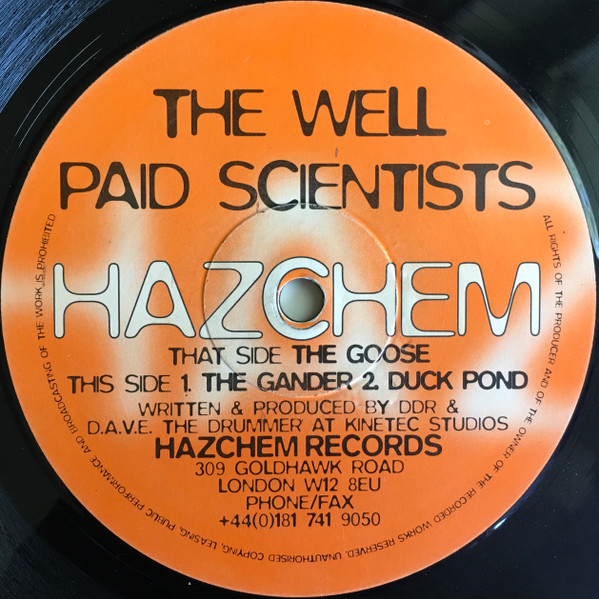 THE WELL
PAID SCIENTISTS
HAZCHEM
THAT SIDE THE GOOSE
THIS SIDE 1. THE GANDER 2. DUCK POND
WRITTEN & PRODUCED BY DDR &
D.A.V.E. THE DRUMMER AT KINETEC STUDIOS
HAZCHEM RECORDS
309 GOLDHAWK ROAD
LONDON W12 8EU
PHONE/FAX
+44(0)181 741 9050
ALL RIGHTS OF THE PRODUCER AND OF THE OWNER OF THE RECORDED WORKS RESERVED. UNAUTHORISED COPYING, LEASING, PUBLIC PERFORMANCE AND BROADCASTING OF THE WORK IS PROHIBITED